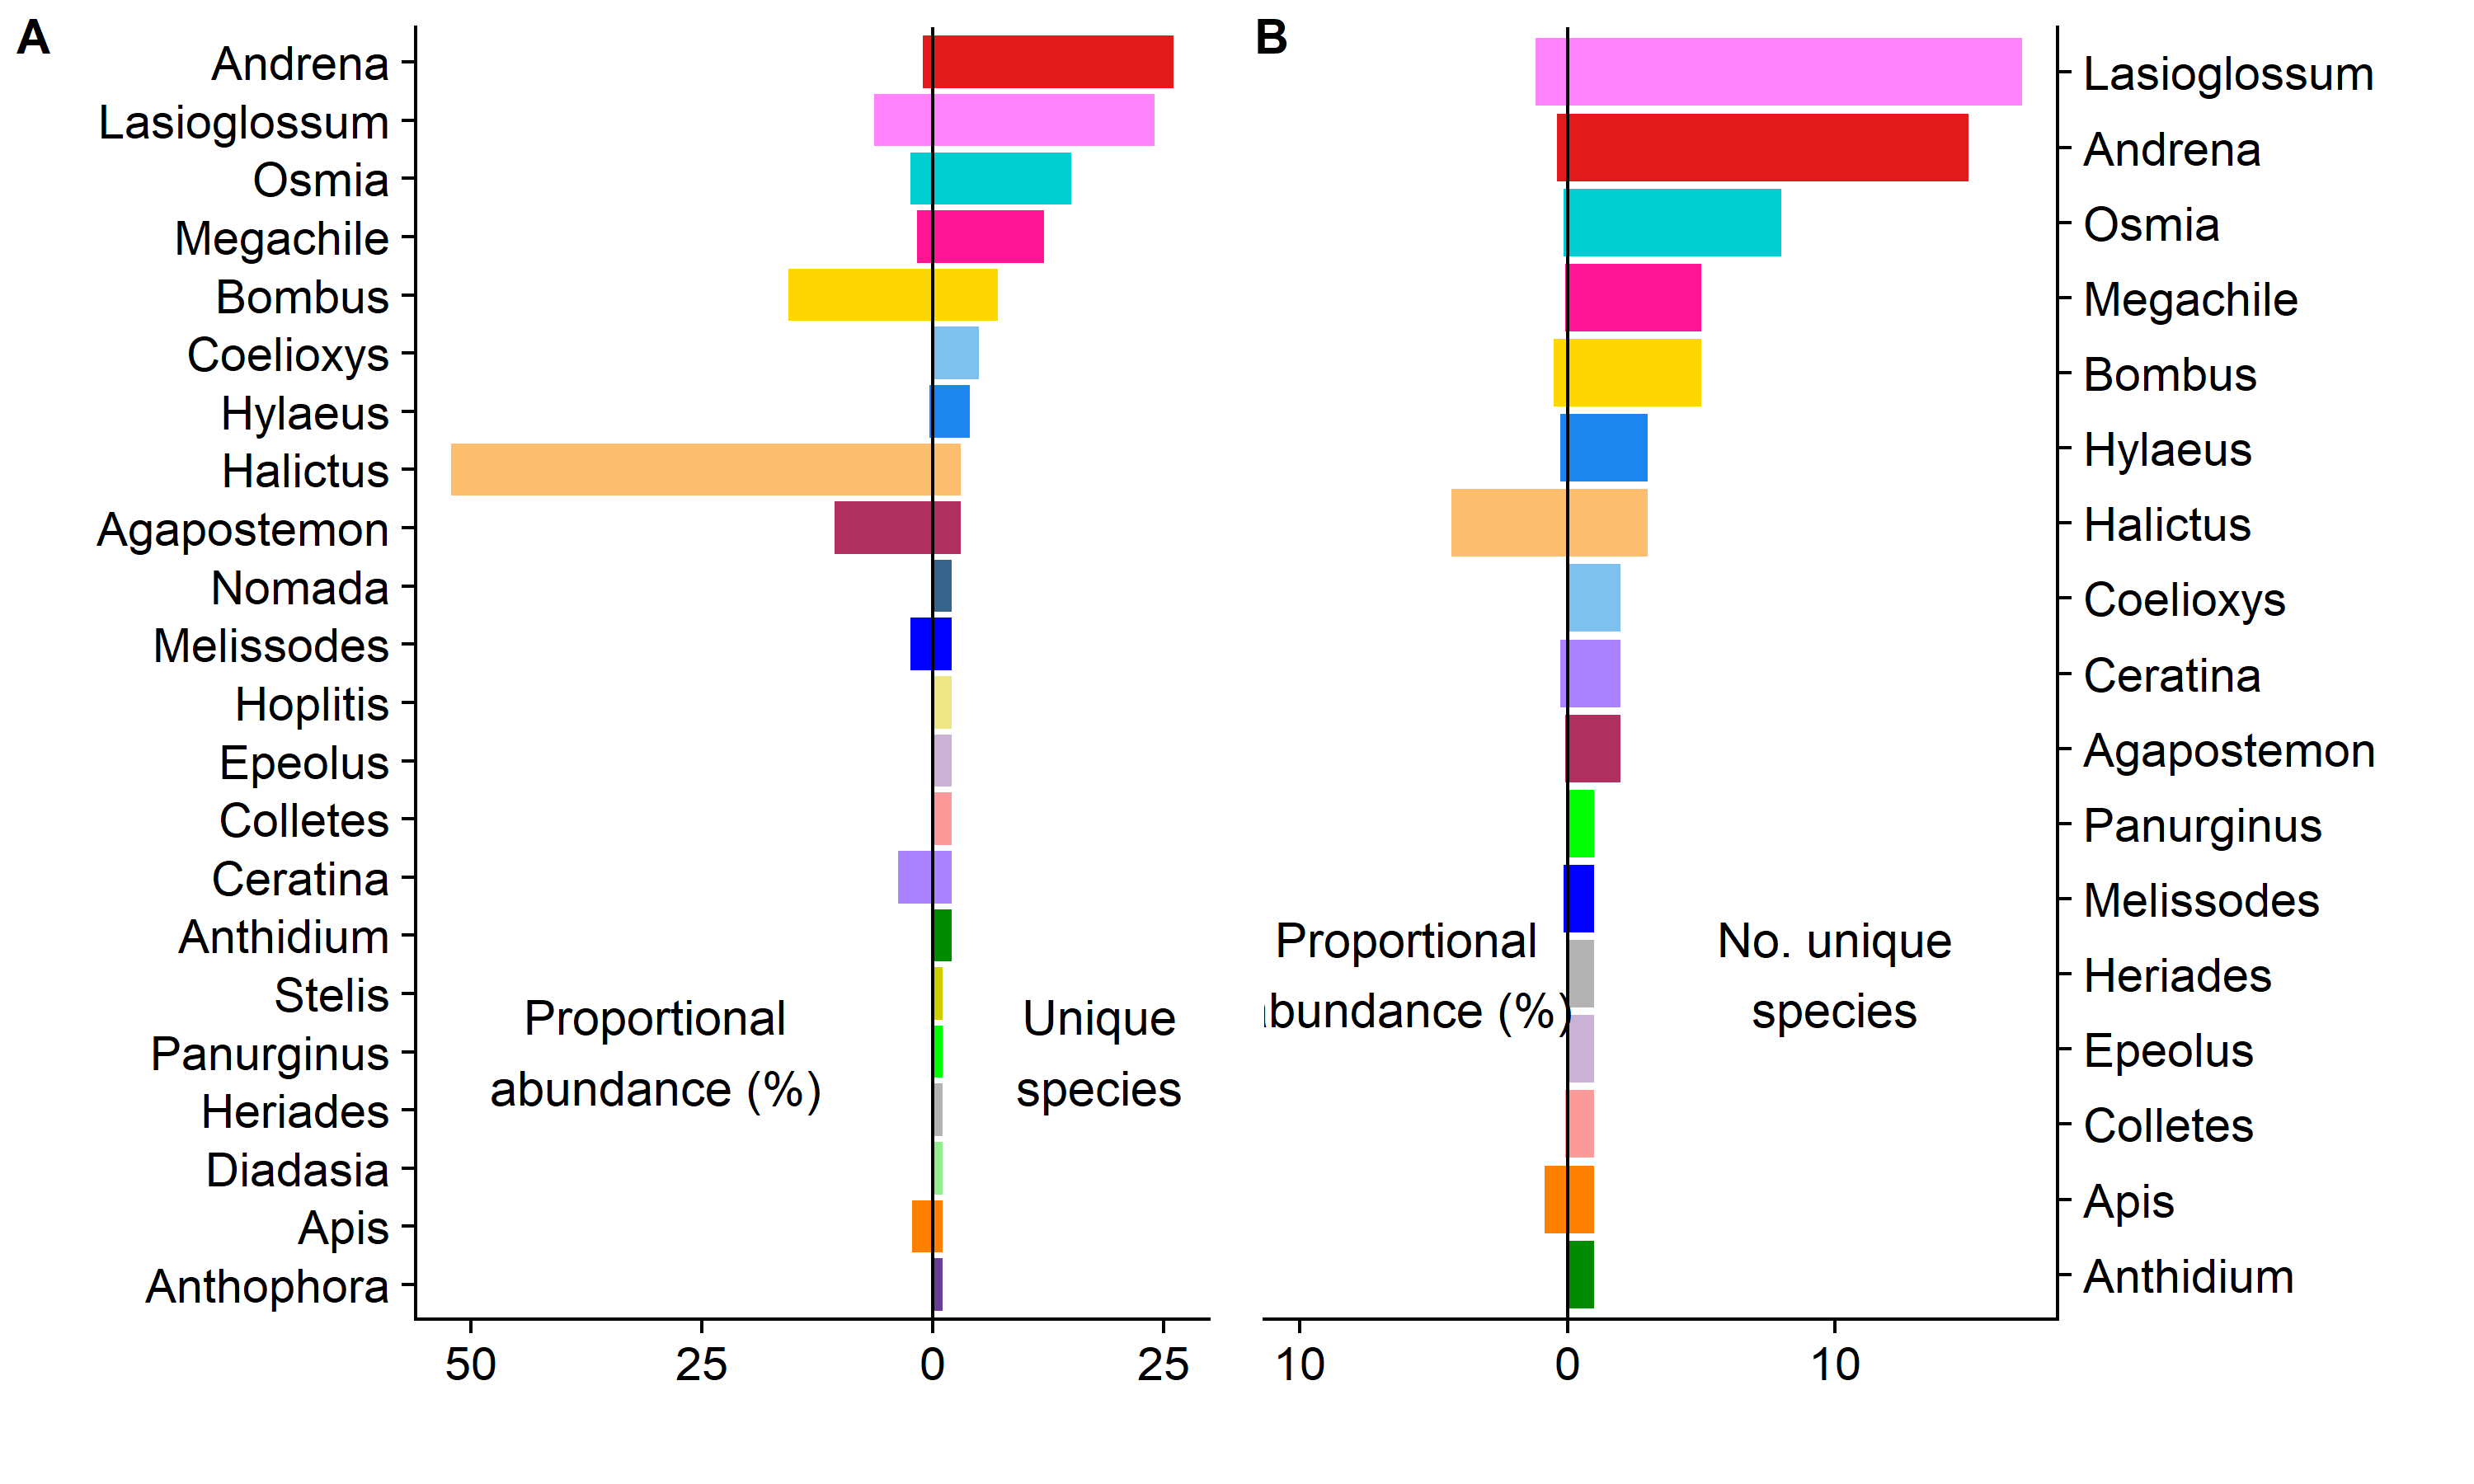 A
Andrena
Lasioglossum
Osmia
Megachile
Bombus
Coelioxys
Hylaeus
Halictus
Agapostemon
Nomada
Melissodes
Hoplitis
Epeolus
Colletes
Ceratina
Anthidium
Stelis
Panurginus
Heriades
Diadasia
Apis
Anthophora
Proportional
abundance (%)
Unique
species
50 25 0 25
B
Lasioglossum
Andrena
Osmia
Megachile
Bombus
Hylaeus
Halictus
Coelioxys
Ceratina
Agapostemon
Panurginus
Melissodes
Heriades
Epeolus
Colletes
Apis
Anthidium
Proportional
abundance (%)
No. unique
species
10 0 10